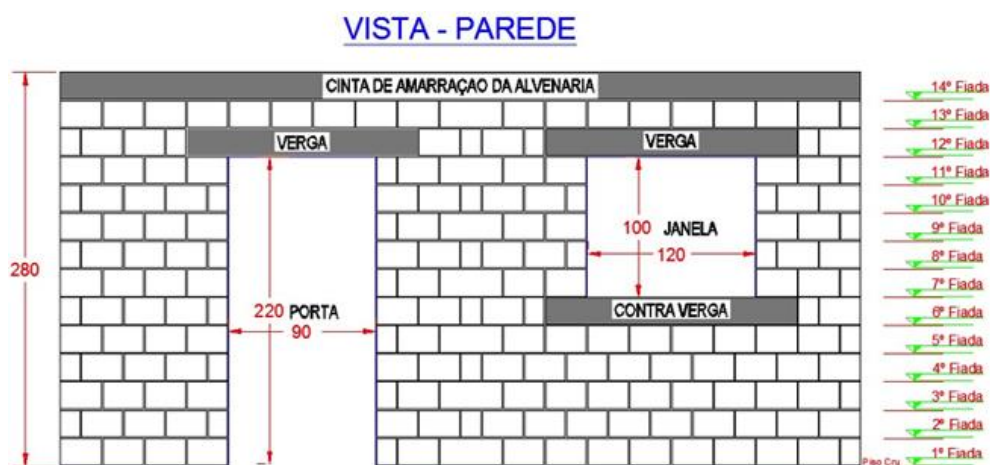 VISTA - PAREDE
CINTA DE AMARRAÇAO DA ALVENARIA
14º Fiada
13º Fiada
VERGA
VERGA
12º Fiada
11º Fiada
10º Fiada
100 JANELA
9º Fiada
120
8º Fiada
280
7º Fiada
220 PORTA
CONTRA VERGA
6º Fiada
90
5º Fiada
4º Fiada
3º Fiada
2º Fiada
Piso Cru
1º Fiada